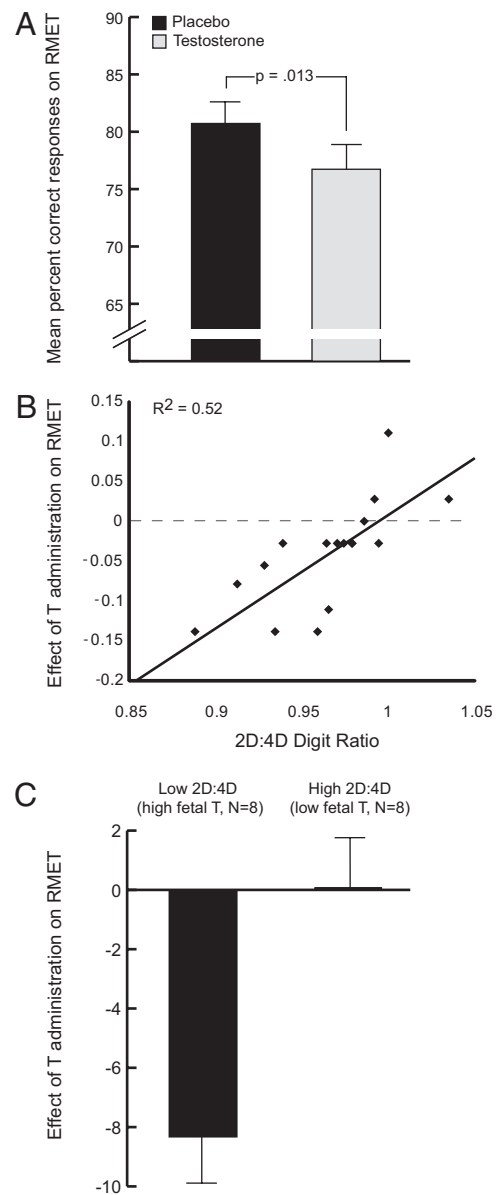 A
Mean percent correct responses on RMET
90
85
80
75
70
65
Placebo
Testosterone
p = .013
B
Effect of T administration on RMET
0.15
0.1
0.05
0
-0.05
-0.1
-0.15
-0.2
R2 = 0.52
0.85 0.9 0.95 1 1.05
2D:4D Digit Ratio
C
Low 2D:4D
(high fetal T, N=8)
High 2D:4D
(low fetal T, N=8)
Effect of T administration on RMET
2
0
-2
-4
-6
-8
-10